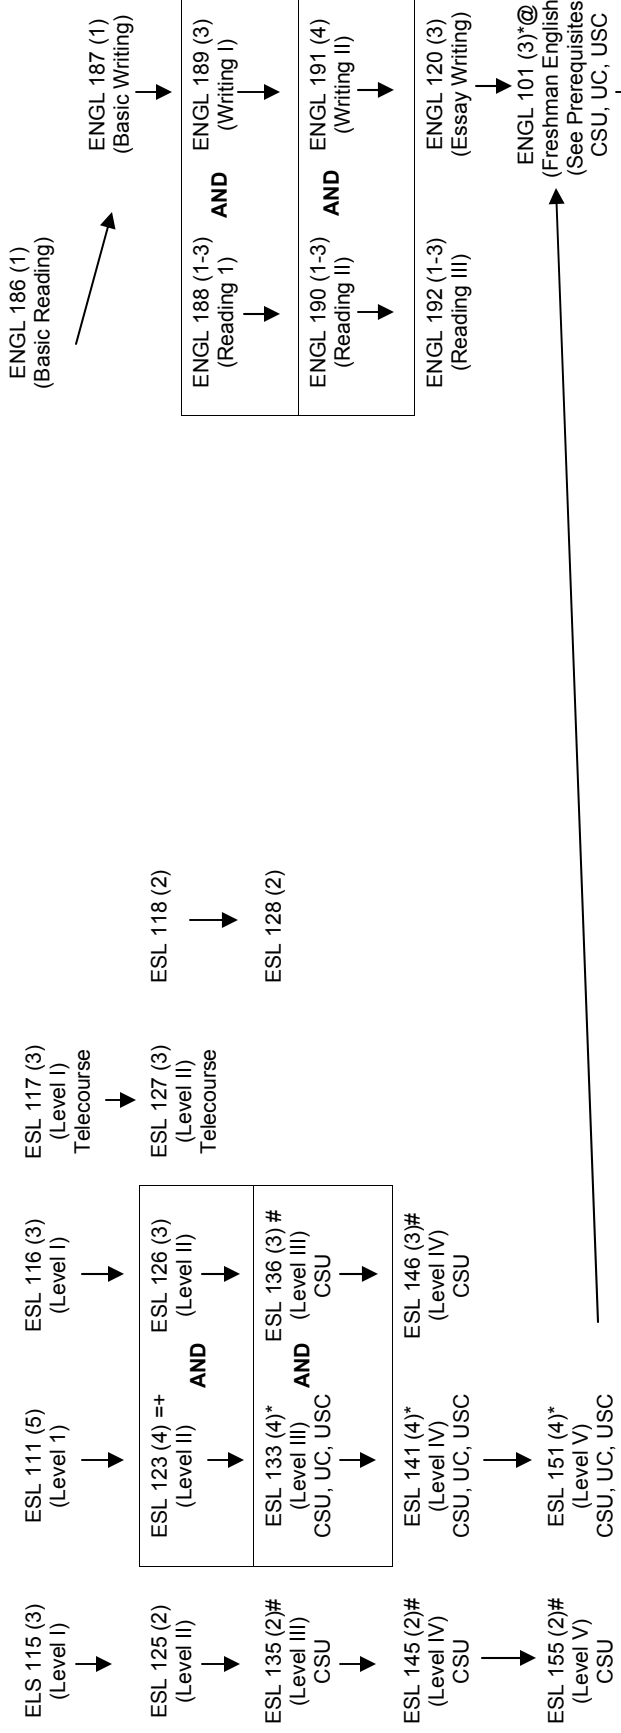 ELS 115 (3)
(Level I)
ESL 125 (2)
(Level II)
ESL 135 (2)#
(Level III)
CSU
ESL 145 (2)#
(Level IV)
CSU
ESL 155 (2)#
(Level V)
CSU
ESL 111 (5)
(Level 1)
ESL 123 (4) =+
(Level II)
ESL 133 (4)*
(Level III)
CSU, UC, USC
ESL 141 (4)*
(Level IV)
CSU, UC, USC
ESL 151 (4)*
(Level V)
CSU, UC, USC
AND
AND
ESL 116 (3)
(Level I)
ESL 126 (3)
(Level II)
ESL 136 (3) #
(Level III)
CSU
ESL 146 (3)#
(Level IV)
CSU
ESL 117 (3)
(Level I)
Telecourse
ESL 127 (3)
(Level II)
Telecourse
ESL 118 (2)
ESL 128 (2)
ENGL 186 (1)
(Basic Reading)
ENGL 188 (1-3)
(Reading 1)
ENGL 190 (1-3)
(Reading II)
ENGL 192 (1-3)
(Reading III)
AND
AND
ENGL 187 (1)
(Basic Writing)
ENGL 189 (3)
(Writing I)
ENGL 191 (4)
(Writing II)
ENGL 120 (3)
(Essay Writing)
ENGL 101 (3)*@
(Freshman English
(See Prerequisites
CSU, UC, USC